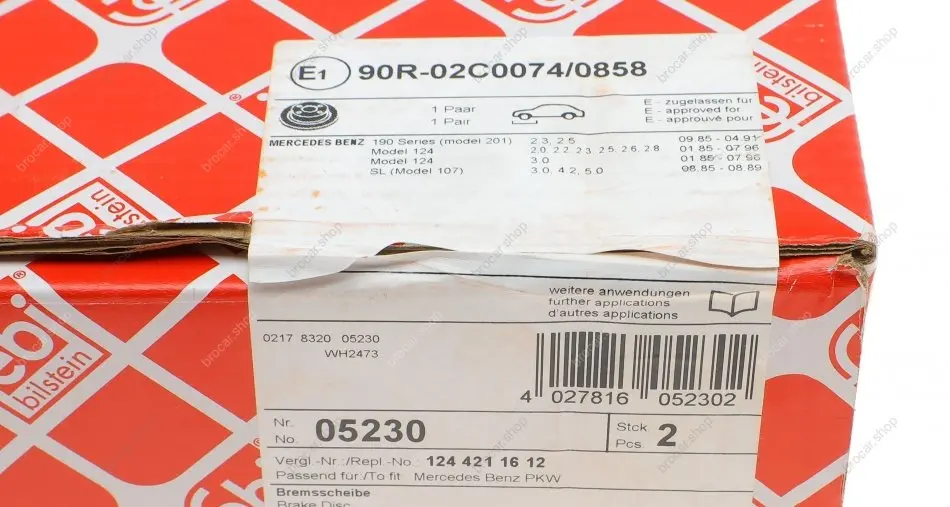 E1 90R-02C0074/0858
1 Paar
1 Pair
E - zugelassen für
E - approved for
E - approuvé pour
MERCEDES BENZ 190 Series (model 201) 2.3, 2.5 09.85 - 04.91
Model 124 2.0, 2.2, 2.3, 2.5, 2.6, 2.8 01.85 - 07.96
Model 124 3.0 01.85 - 07.96
SL (Model 107) 3.0, 4.2, 5.0 08.85 - 08.89
weitere anwendungen
further applications
d'autres applications
0217 8320 05230
WH2473
4 027816 052302
Nr.
No. 05230
Stck
Pcs. 2
Vergl.-Nr.:/Repl.-No.: 124 421 16 12
Passend für:/To fit Mercedes Benz PKW
Bremsscheibe
Brake Disc
febi
bilstein
bilstein
bilstein
brocar.shop